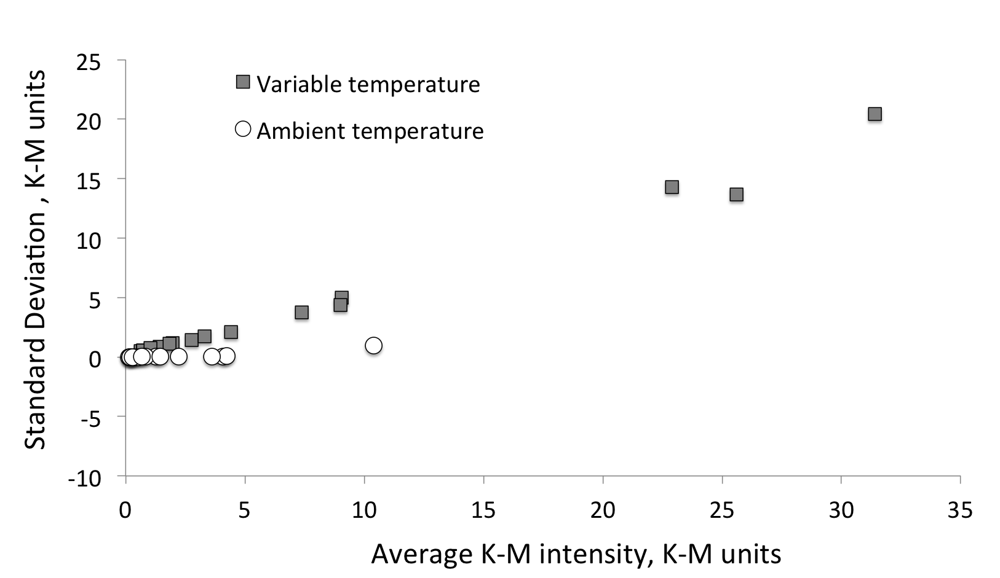 Standard Deviation , K-M units
25
20
15
10
5
0
-5
-10
Variable temperature
Ambient temperature
0 5 10 15 20 25 30 35
Average K-M intensity, K-M units